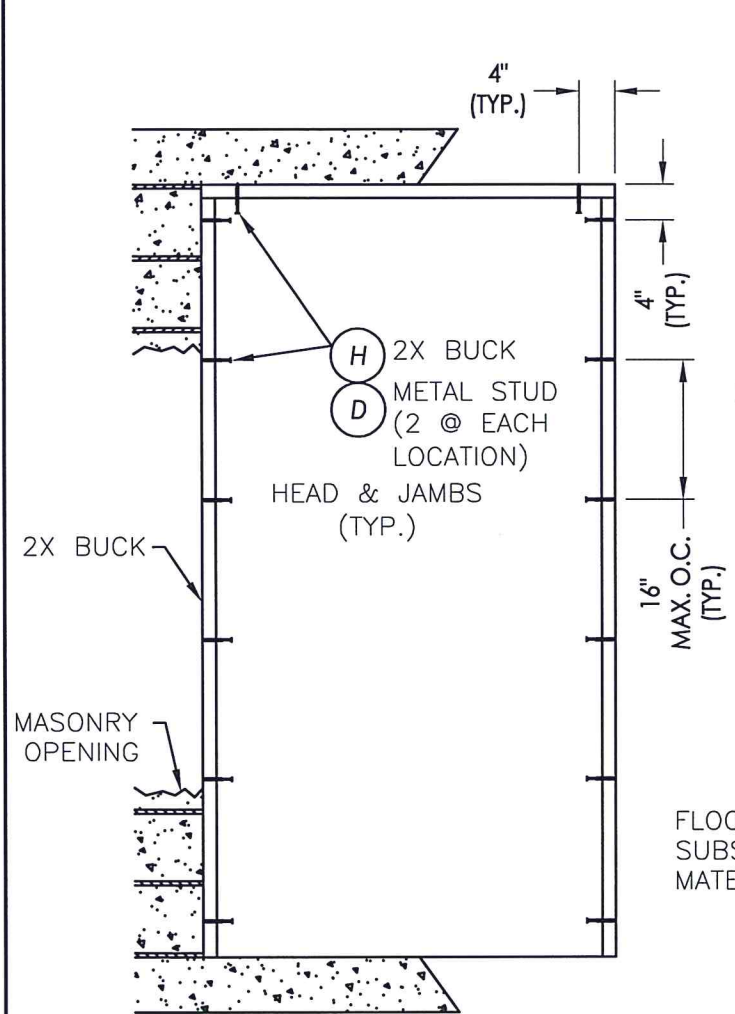 4"
(TYP.)
4"
(TYP.)
H 2X BUCK
D METAL STUD
(2 @ EACH
LOCATION)
HEAD & JAMBS
(TYP.)
2X BUCK
16"
MAX. O.C.
(TYP.)
MASONRY
OPENING